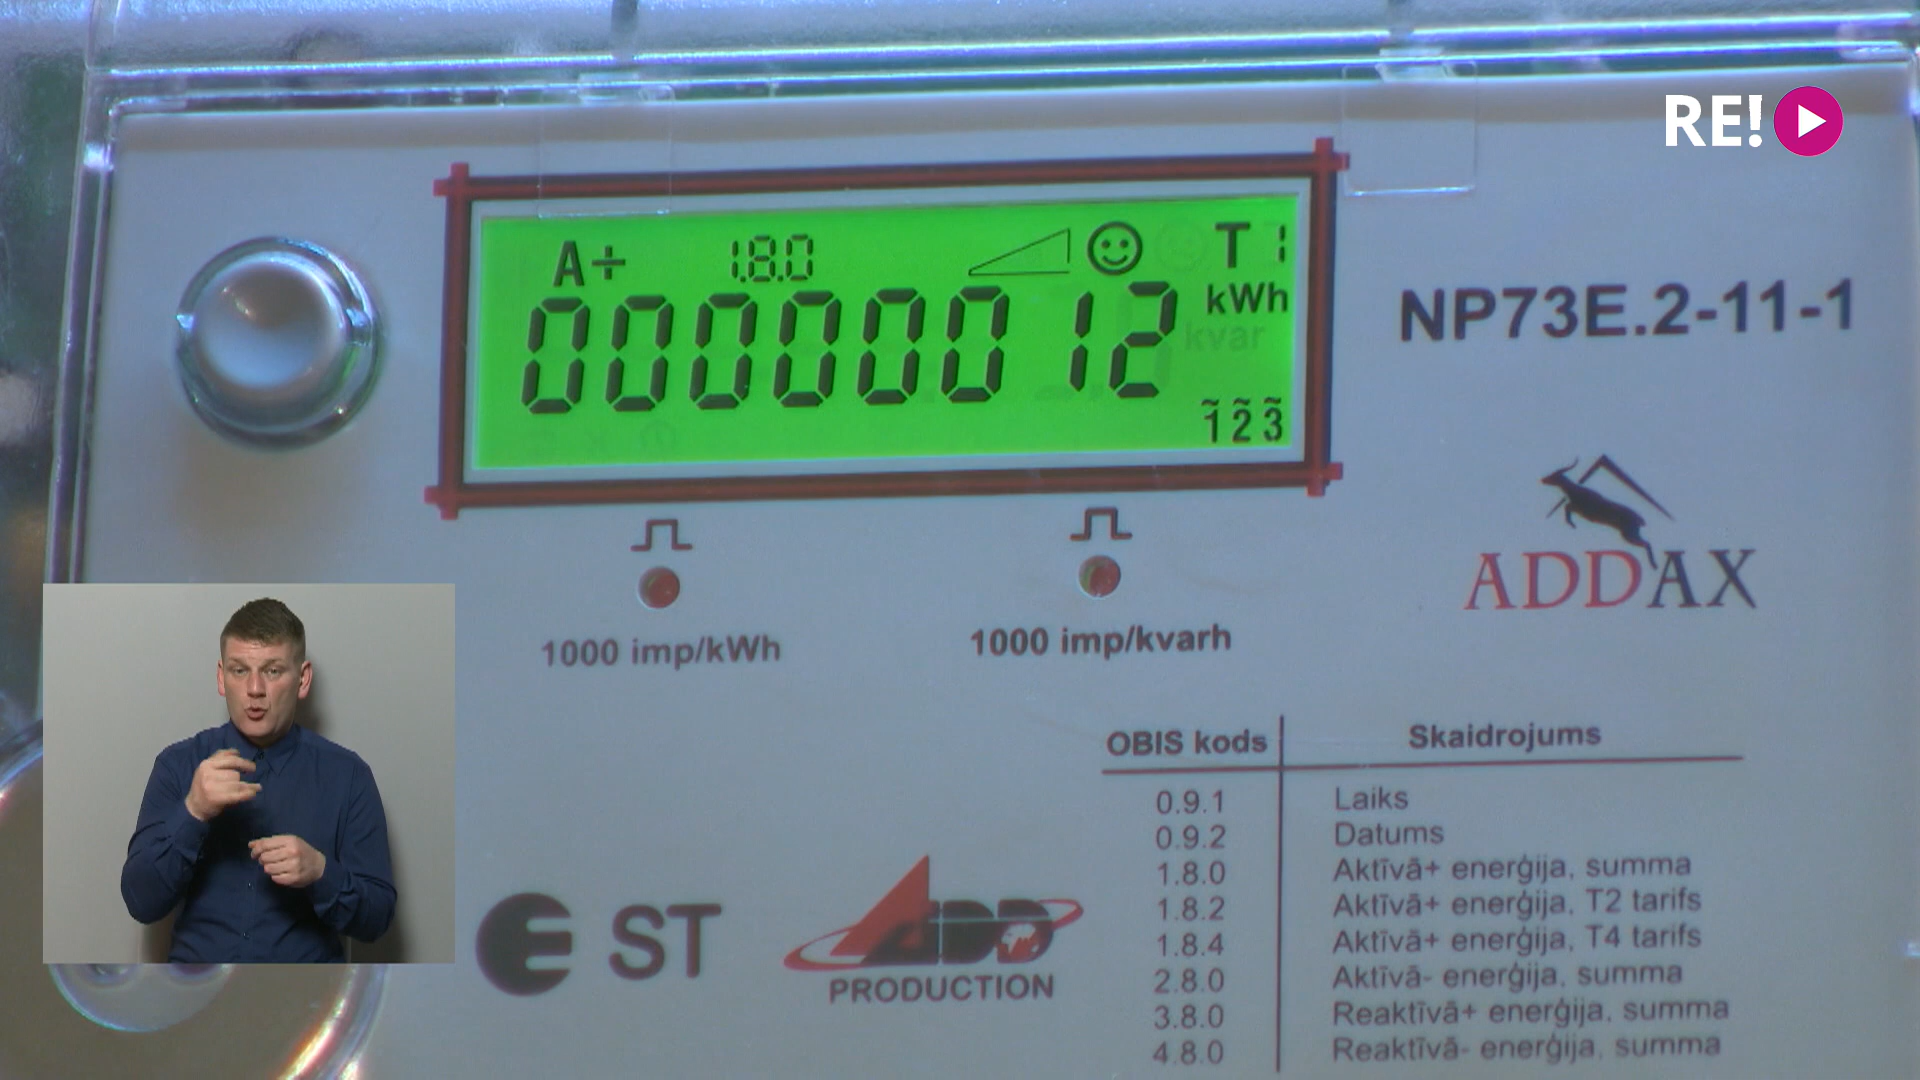 RE!
A+ 1.8.0 T 1
00000012 kWh
1 2 3
NP73E.2-11-1
ADDAX
1000 imp/kWh
1000 imp/kvarh
OBIS kods Skaidrojums
0.9.1 Laiks
0.9.2 Datums
1.8.0 Aktīvā+ enerģija, summa
1.8.2 Aktīvā+ enerģija, T2 tarifs
1.8.4 Aktīvā+ enerģija, T4 tarifs
2.8.0 Aktīvā- enerģija, summa
3.8.0 Reaktīvā+ enerģija, summa
4.8.0 Reaktīvā- enerģija, summa
ST
ADD
PRODUCTION